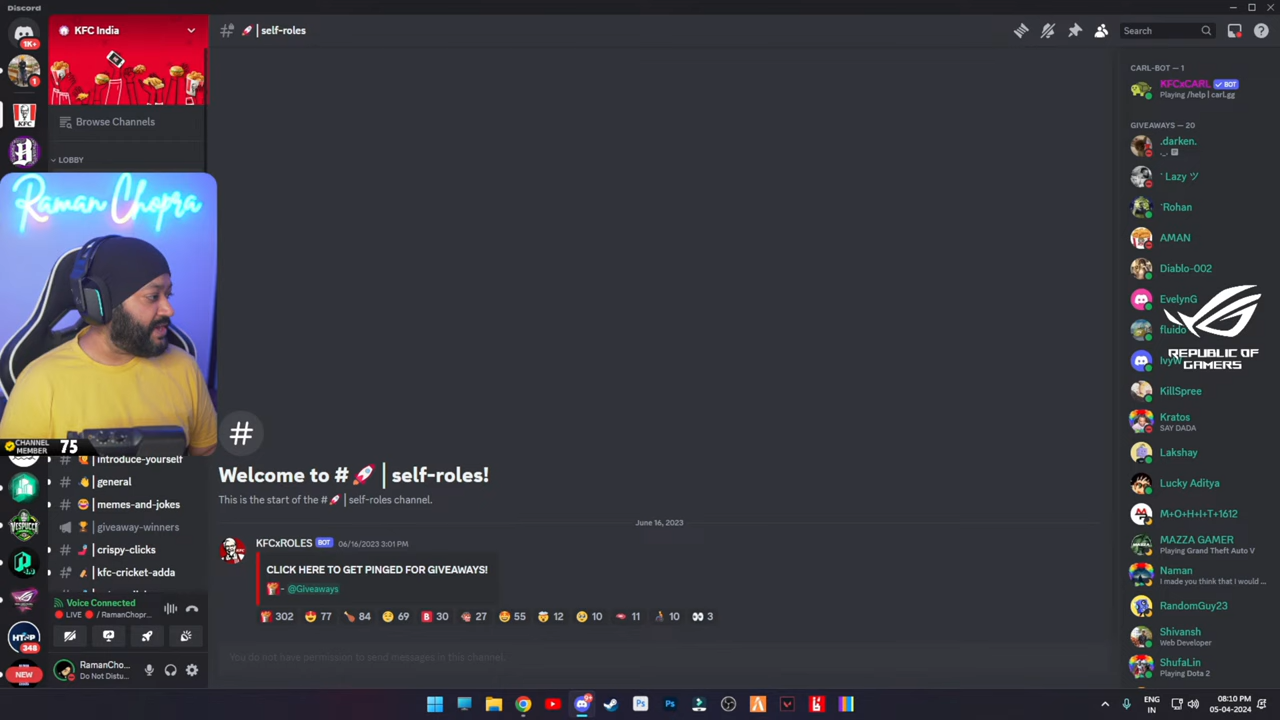 Discord
KFC India
🚀 | self-roles
Search
Browse Channels
LOBBY
Raman Chopra
CHANNEL
MEMBER
75
1K+
1
KFC
introduce-yourself
general
memes-and-jokes
giveaway-winners
crispy-clicks
kfc-cricket-adda
Voice Connected
LIVE 🔴 / RamanChopr...
348
NEW
RamanCho...
Do Not Distu...
Welcome to #🚀 | self-roles!
This is the start of the #🚀 | self-roles channel.
June 16, 2023
KFCxROLES BOT 06/16/2023 3:01 PM
CLICK HERE TO GET PINGED FOR GIVEAWAYS!
- @Giveaways
302 77 84 69 30 27 55 12 10 11 10 3
You do not have permission to send messages in this channel.
CARL-BOT — 1
KFCxCARL ✓ BOT
Playing /help | carl.gg
GIVEAWAYS — 20
.darken.
` Lazy ツ
`Rohan
AMAN
Diablo-002
EvelynG
fluido
IvyW
REPUBLIC OF
GAMERS
KillSpree
Kratos
SAY DADA
Lakshay
Lucky Aditya
M+O+H+I+T+1612
MAZZA GAMER
Playing Grand Theft Auto V
Naman
I made you think that I would ...
RandomGuy23
Shivansh
Web Developer
ShufaLin
Playing Dota 2
ENG
IN
08:10 PM
05-04-2024